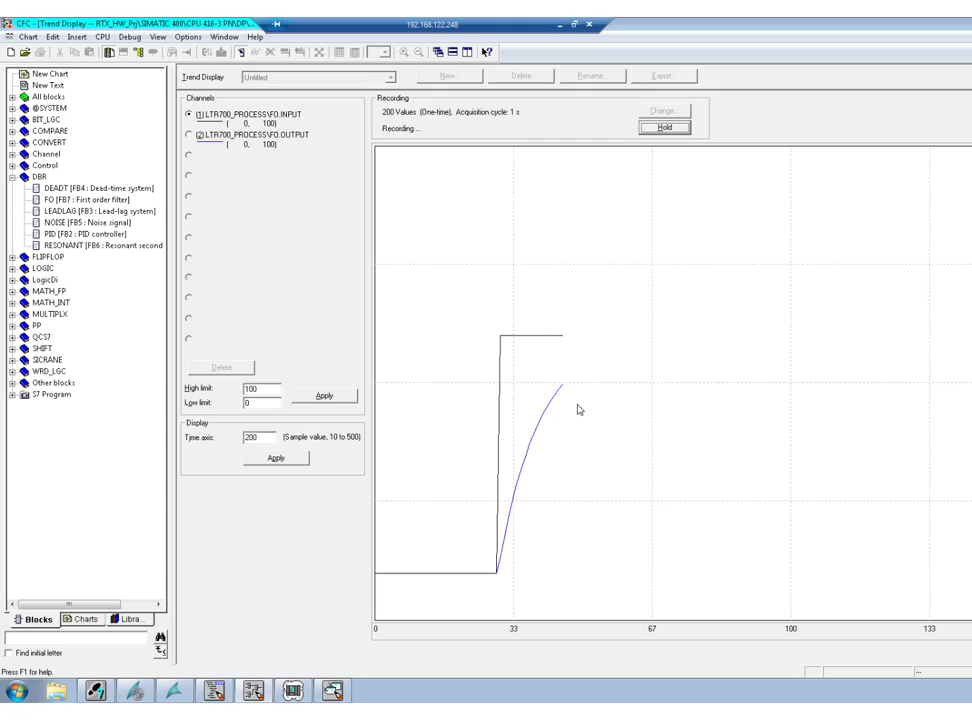 CFC - [Trend Display -- RTX_HW_Prj\SIMATIC 400\CPU 416-3 PN\DP\...
192.168.122.248
Chart Edit Insert CPU Debug View Options Window Help
New Chart
New Text
All blocks
@SYSTEM
BIT_LGC
COMPARE
CONVERT
Channel
Control
DBR
DEADT [FB4 : Dead-time system]
FO [FB7 : First order filter]
LEADLAG [FB3 : Lead-lag system]
NOISE [FB5 : Noise signal]
PID [FB2 : PID controller]
RESONANT [FB6 : Resonant second
FLIPFLOP
LOGIC
LogicDi
MATH_FP
MATH_INT
MULTIPLX
PP
QCS7
SHIFT
SICRANE
WRD_LGC
Other blocks
S7 Program
Blocks Charts Libra...
Find initial letter
Press F1 for help.
Trend Display Untitled New... Delete Rename... Export...
Channels
(1)LTR700_PROCESS\FO.INPUT
( 0, 100)
(2)LTR700_PROCESS\FO.OUTPUT
( 0, 100)
Delete
High limit: 100
Low limit: 0
Apply
Display
Time axis: 200 (Sample value, 10 to 500)
Apply
Recording
200 Values (One-time), Acquisition cycle: 1 s Change...
Recording ... Hold
0 33 67 100 133